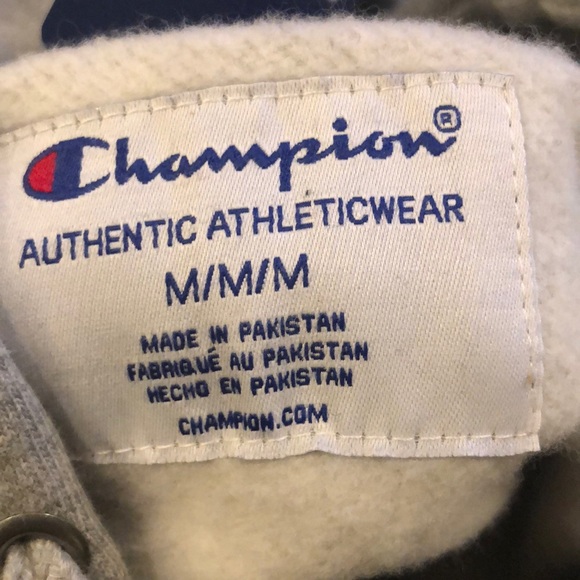 Champion®
AUTHENTIC ATHLETICWEAR
M/M/M
MADE IN PAKISTAN
FABRIQUÉ AU PAKISTAN
HECHO EN PAKISTAN
CHAMPION.COM